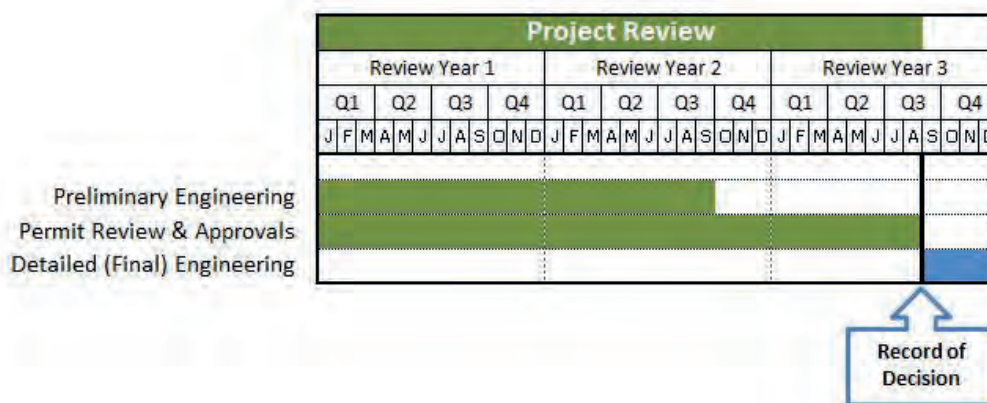 Project Review
Review Year 1 Review Year 2 Review Year 3
Q1 Q2 Q3 Q4 Q1 Q2 Q3 Q4 Q1 Q2 Q3 Q4
J F M A M J J A S O N D J F M A M J J A S O N D J F M A M J J A S O N D
Preliminary Engineering
Permit Review & Approvals
Detailed (Final) Engineering
Record of
Decision